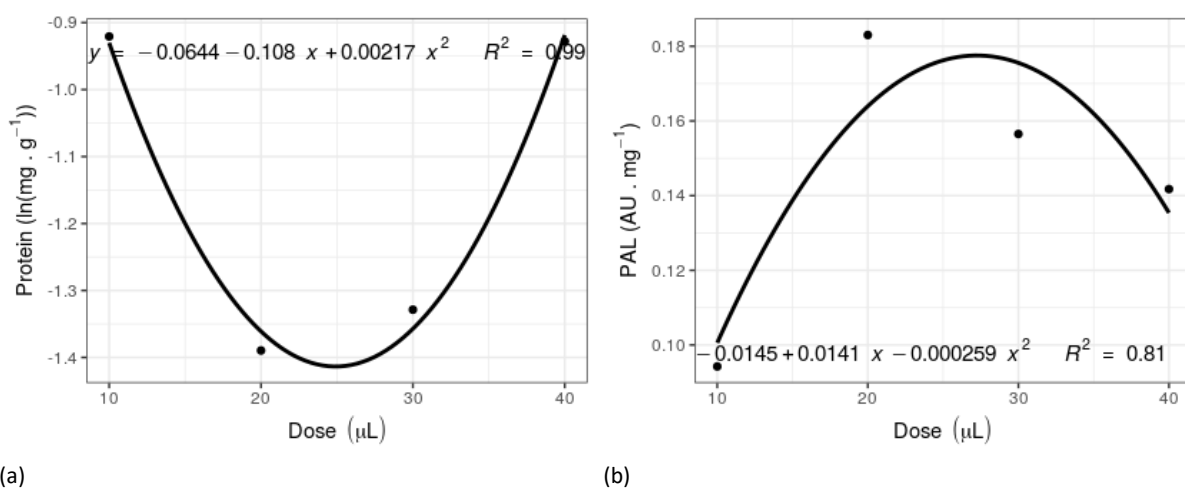 y = −0.0644 − 0.108 x + 0.00217 x² R² = 0.99
Protein (ln(mg . g⁻¹))
-0.9
-1.0
-1.1
-1.2
-1.3
-1.4
10 20 30 40
Dose (μL)
(a)
−0.0145 + 0.0141 x − 0.000259 x² R² = 0.81
PAL (AU . mg⁻¹)
0.18
0.16
0.14
0.12
0.10
10 20 30 40
Dose (μL)
(b)